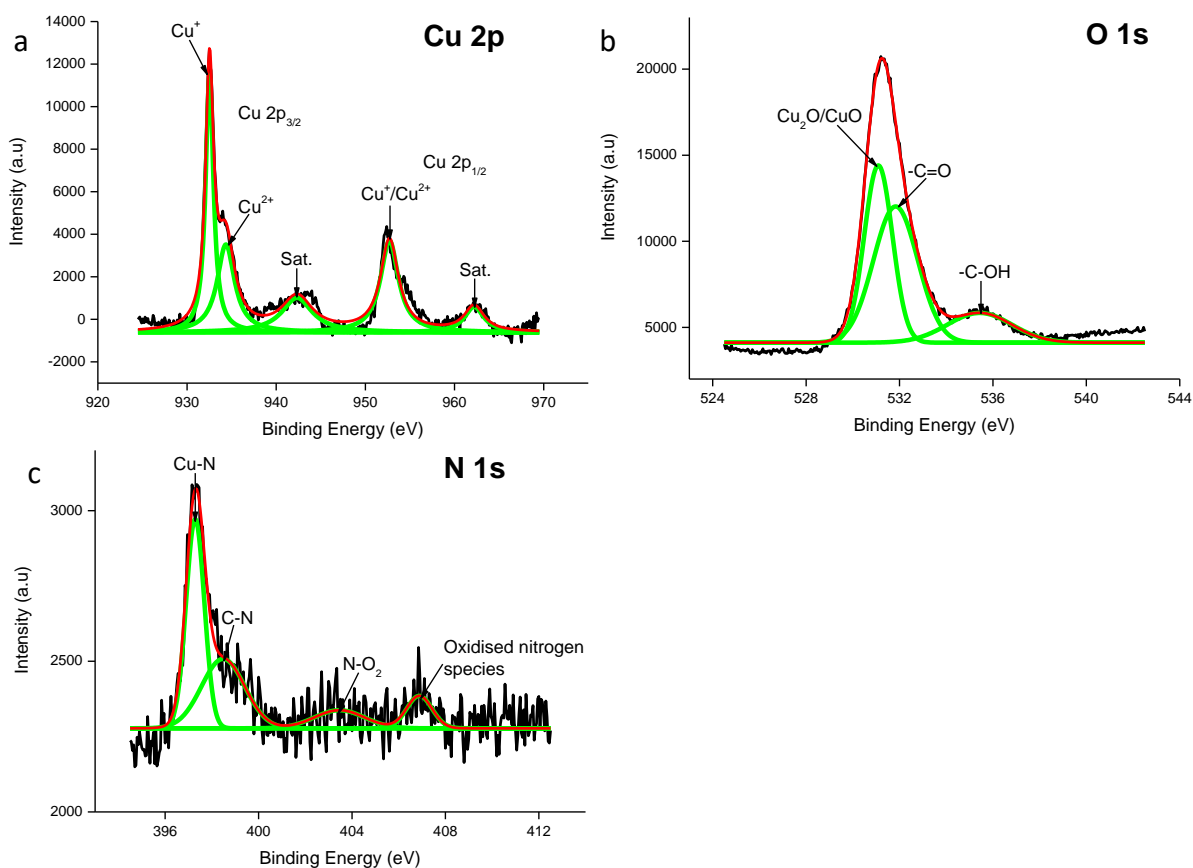 a
Cu 2p
Cu⁺
Cu 2p₃/₂
Cu²⁺
Sat.
Cu⁺/Cu²⁺
Cu 2p₁/₂
Sat.
Intensity (a.u)
14000
12000
10000
8000
6000
4000
2000
0
-2000
920 930 940 950 960 970
Binding Energy (eV)
b
O 1s
Cu₂O/CuO
-C=O
-C-OH
Intensity (a.u)
20000
15000
10000
5000
524 528 532 536 540 544
Binding Energy (eV)
c
N 1s
Cu-N
C-N
N-O₂
Oxidised nitrogen
species
Intensity (a.u)
3000
2500
2000
396 400 404 408 412
Binding Energy (eV)